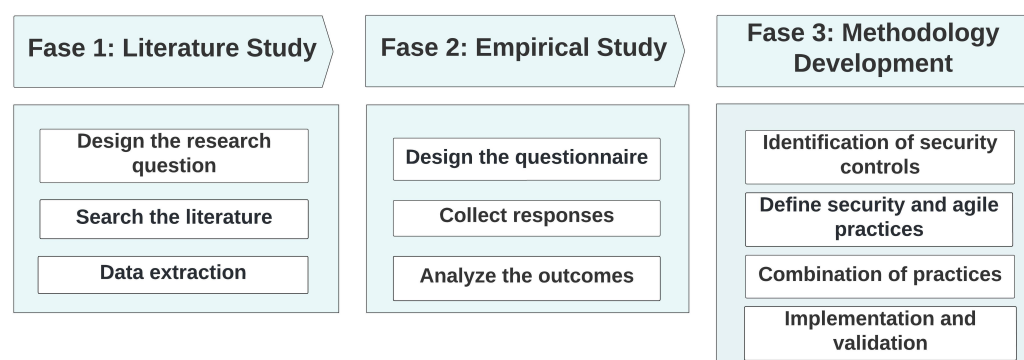 Fase 1: Literature Study
Design the research
question
Search the literature
Data extraction
Fase 2: Empirical Study
Design the questionnaire
Collect responses
Analyze the outcomes
Fase 3: Methodology
Development
Identification of security
controls
Define security and agile
practices
Combination of practices
Implementation and
validation